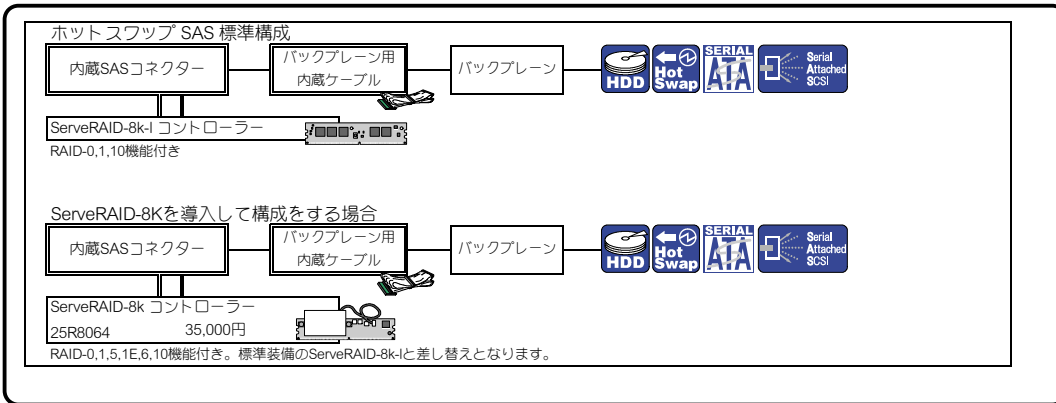 ホットスワップ SAS 標準構成
内蔵SASコネクター
バックプレーン用
内蔵ケーブル
バックプレーン
HDD
Hot
Swap
SERIAL
ATA
Serial
Attached
SCSI
ServeRAID-8k-l コントローラー
RAID-0,1,10機能付き
ServeRAID-8Kを導入して構成をする場合
内蔵SASコネクター
バックプレーン用
内蔵ケーブル
バックプレーン
HDD
Hot
Swap
SERIAL
ATA
Serial
Attached
SCSI
ServeRAID-8k コントローラー
25R8064 35,000円
RAID-0,1,5,1E,6,10機能付き。標準装備のServeRAID-8k-lと差し替えとなります。